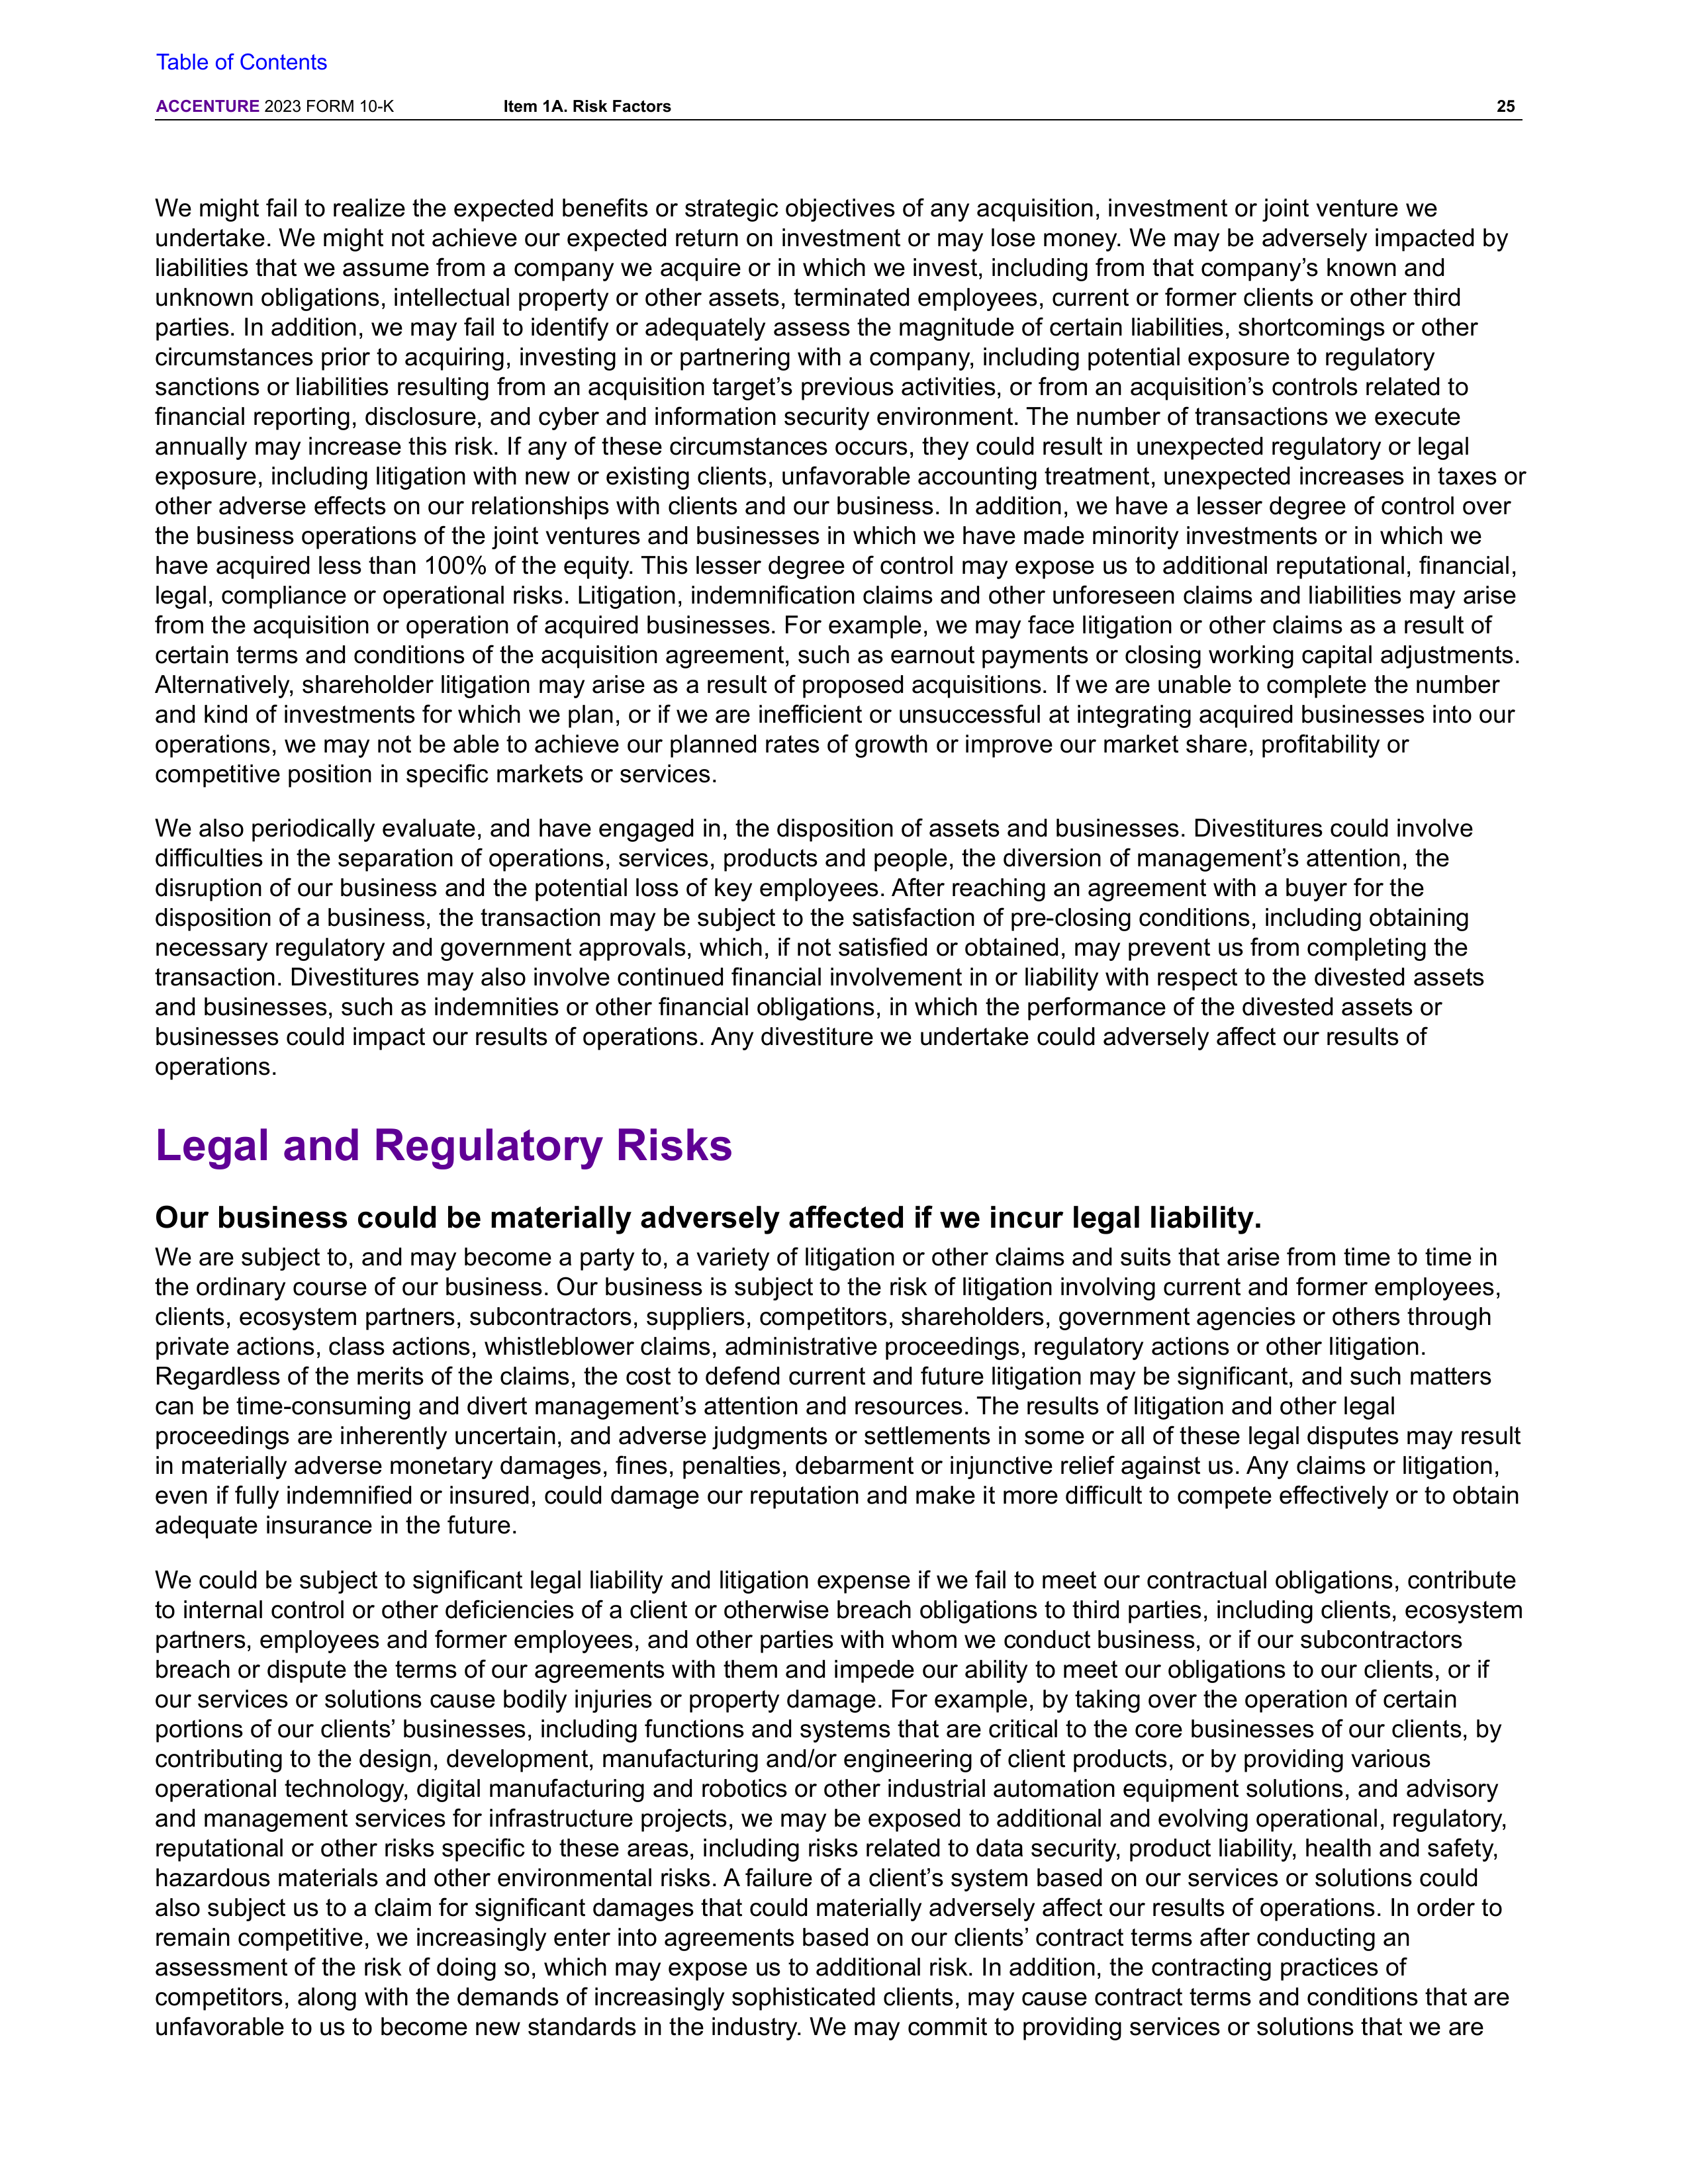 Table of Contents
ACCENTURE 2023 FORM 10-K Item 1A. Risk Factors 25
We might fail to realize the expected benefits or strategic objectives of any acquisition, investment or joint venture we
undertake. We might not achieve our expected return on investment or may lose money. We may be adversely impacted by
liabilities that we assume from a company we acquire or in which we invest, including from that company’s known and
unknown obligations, intellectual property or other assets, terminated employees, current or former clients or other third
parties. In addition, we may fail to identify or adequately assess the magnitude of certain liabilities, shortcomings or other
circumstances prior to acquiring, investing in or partnering with a company, including potential exposure to regulatory
sanctions or liabilities resulting from an acquisition target’s previous activities, or from an acquisition’s controls related to
financial reporting, disclosure, and cyber and information security environment. The number of transactions we execute
annually may increase this risk. If any of these circumstances occurs, they could result in unexpected regulatory or legal
exposure, including litigation with new or existing clients, unfavorable accounting treatment, unexpected increases in taxes or
other adverse effects on our relationships with clients and our business. In addition, we have a lesser degree of control over
the business operations of the joint ventures and businesses in which we have made minority investments or in which we
have acquired less than 100% of the equity. This lesser degree of control may expose us to additional reputational, financial,
legal, compliance or operational risks. Litigation, indemnification claims and other unforeseen claims and liabilities may arise
from the acquisition or operation of acquired businesses. For example, we may face litigation or other claims as a result of
certain terms and conditions of the acquisition agreement, such as earnout payments or closing working capital adjustments.
Alternatively, shareholder litigation may arise as a result of proposed acquisitions. If we are unable to complete the number
and kind of investments for which we plan, or if we are inefficient or unsuccessful at integrating acquired businesses into our
operations, we may not be able to achieve our planned rates of growth or improve our market share, profitability or
competitive position in specific markets or services.
We also periodically evaluate, and have engaged in, the disposition of assets and businesses. Divestitures could involve
difficulties in the separation of operations, services, products and people, the diversion of management’s attention, the
disruption of our business and the potential loss of key employees. After reaching an agreement with a buyer for the
disposition of a business, the transaction may be subject to the satisfaction of pre-closing conditions, including obtaining
necessary regulatory and government approvals, which, if not satisfied or obtained, may prevent us from completing the
transaction. Divestitures may also involve continued financial involvement in or liability with respect to the divested assets
and businesses, such as indemnities or other financial obligations, in which the performance of the divested assets or
businesses could impact our results of operations. Any divestiture we undertake could adversely affect our results of
operations.
Legal and Regulatory Risks
Our business could be materially adversely affected if we incur legal liability.
We are subject to, and may become a party to, a variety of litigation or other claims and suits that arise from time to time in
the ordinary course of our business. Our business is subject to the risk of litigation involving current and former employees,
clients, ecosystem partners, subcontractors, suppliers, competitors, shareholders, government agencies or others through
private actions, class actions, whistleblower claims, administrative proceedings, regulatory actions or other litigation.
Regardless of the merits of the claims, the cost to defend current and future litigation may be significant, and such matters
can be time-consuming and divert management’s attention and resources. The results of litigation and other legal
proceedings are inherently uncertain, and adverse judgments or settlements in some or all of these legal disputes may result
in materially adverse monetary damages, fines, penalties, debarment or injunctive relief against us. Any claims or litigation,
even if fully indemnified or insured, could damage our reputation and make it more difficult to compete effectively or to obtain
adequate insurance in the future.
We could be subject to significant legal liability and litigation expense if we fail to meet our contractual obligations, contribute
to internal control or other deficiencies of a client or otherwise breach obligations to third parties, including clients, ecosystem
partners, employees and former employees, and other parties with whom we conduct business, or if our subcontractors
breach or dispute the terms of our agreements with them and impede our ability to meet our obligations to our clients, or if
our services or solutions cause bodily injuries or property damage. For example, by taking over the operation of certain
portions of our clients’ businesses, including functions and systems that are critical to the core businesses of our clients, by
contributing to the design, development, manufacturing and/or engineering of client products, or by providing various
operational technology, digital manufacturing and robotics or other industrial automation equipment solutions, and advisory
and management services for infrastructure projects, we may be exposed to additional and evolving operational, regulatory,
reputational or other risks specific to these areas, including risks related to data security, product liability, health and safety,
hazardous materials and other environmental risks. A failure of a client’s system based on our services or solutions could
also subject us to a claim for significant damages that could materially adversely affect our results of operations. In order to
remain competitive, we increasingly enter into agreements based on our clients’ contract terms after conducting an
assessment of the risk of doing so, which may expose us to additional risk. In addition, the contracting practices of
competitors, along with the demands of increasingly sophisticated clients, may cause contract terms and conditions that are
unfavorable to us to become new standards in the industry. We may commit to providing services or solutions that we are